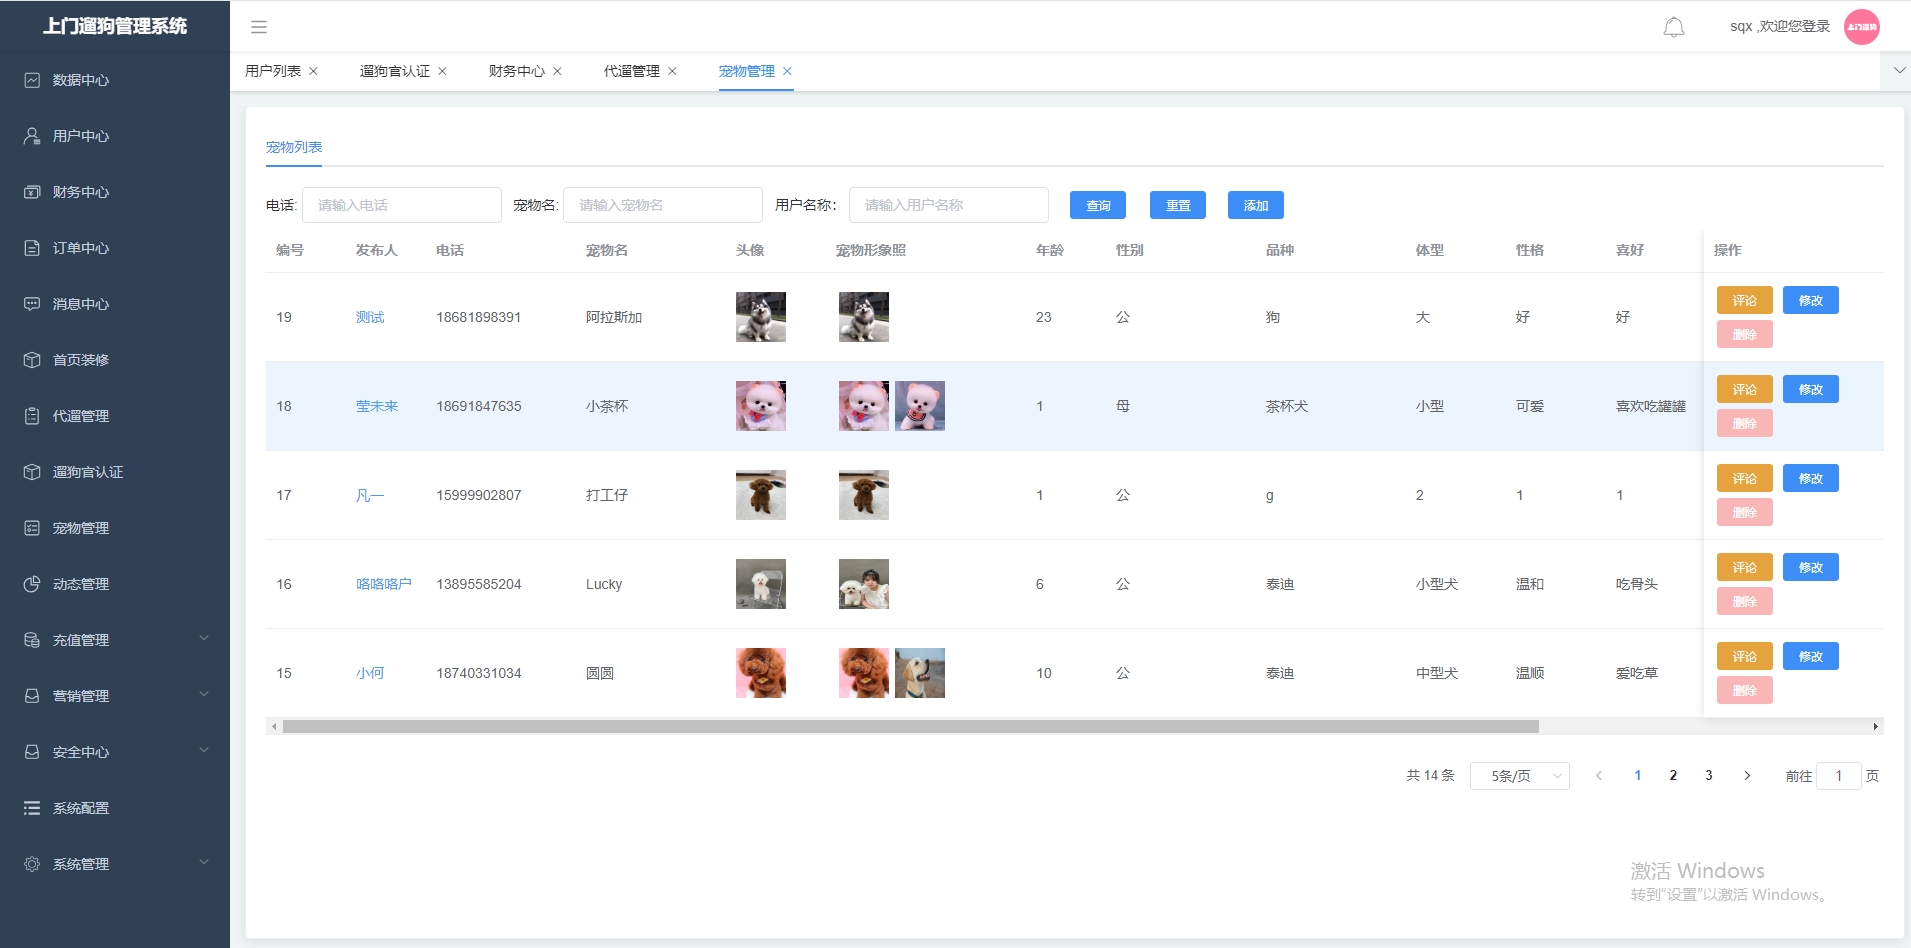 上门遛狗管理系统
sqx ,欢迎您登录
上门遛狗
用户列表 遛狗官认证 财务中心 代遛管理 宠物管理
数据中心
用户中心
财务中心
订单中心
消息中心
首页装修
代遛管理
遛狗官认证
宠物管理
动态管理
充值管理
营销管理
安全中心
系统配置
系统管理
宠物列表
电话: 请输入电话 宠物名: 请输入宠物名 用户名称: 请输入用户名称 查询 重置 添加
编号 发布人 电话 宠物名 头像 宠物形象照 年龄 性别 品种 体型 性格 喜好 操作
19 测试 18681898391 阿拉斯加 23 公 狗 大 好 好 评论 修改
删除
18 莹未来 18691847635 小茶杯 1 母 茶杯犬 小型 可爱 喜欢吃罐罐 评论 修改
删除
17 凡一 15999902807 打工仔 1 公 g 2 1 1 评论 修改
删除
16 咯咯咯户 13895585204 Lucky 6 公 泰迪 小型犬 温和 吃骨头 评论 修改
删除
15 小何 18740331034 圆圆 10 公 泰迪 中型犬 温顺 爱吃草 评论 修改
删除
共 14 条 5条/页 1 2 3 前往 1 页
激活 Windows
转到“设置”以激活 Windows。